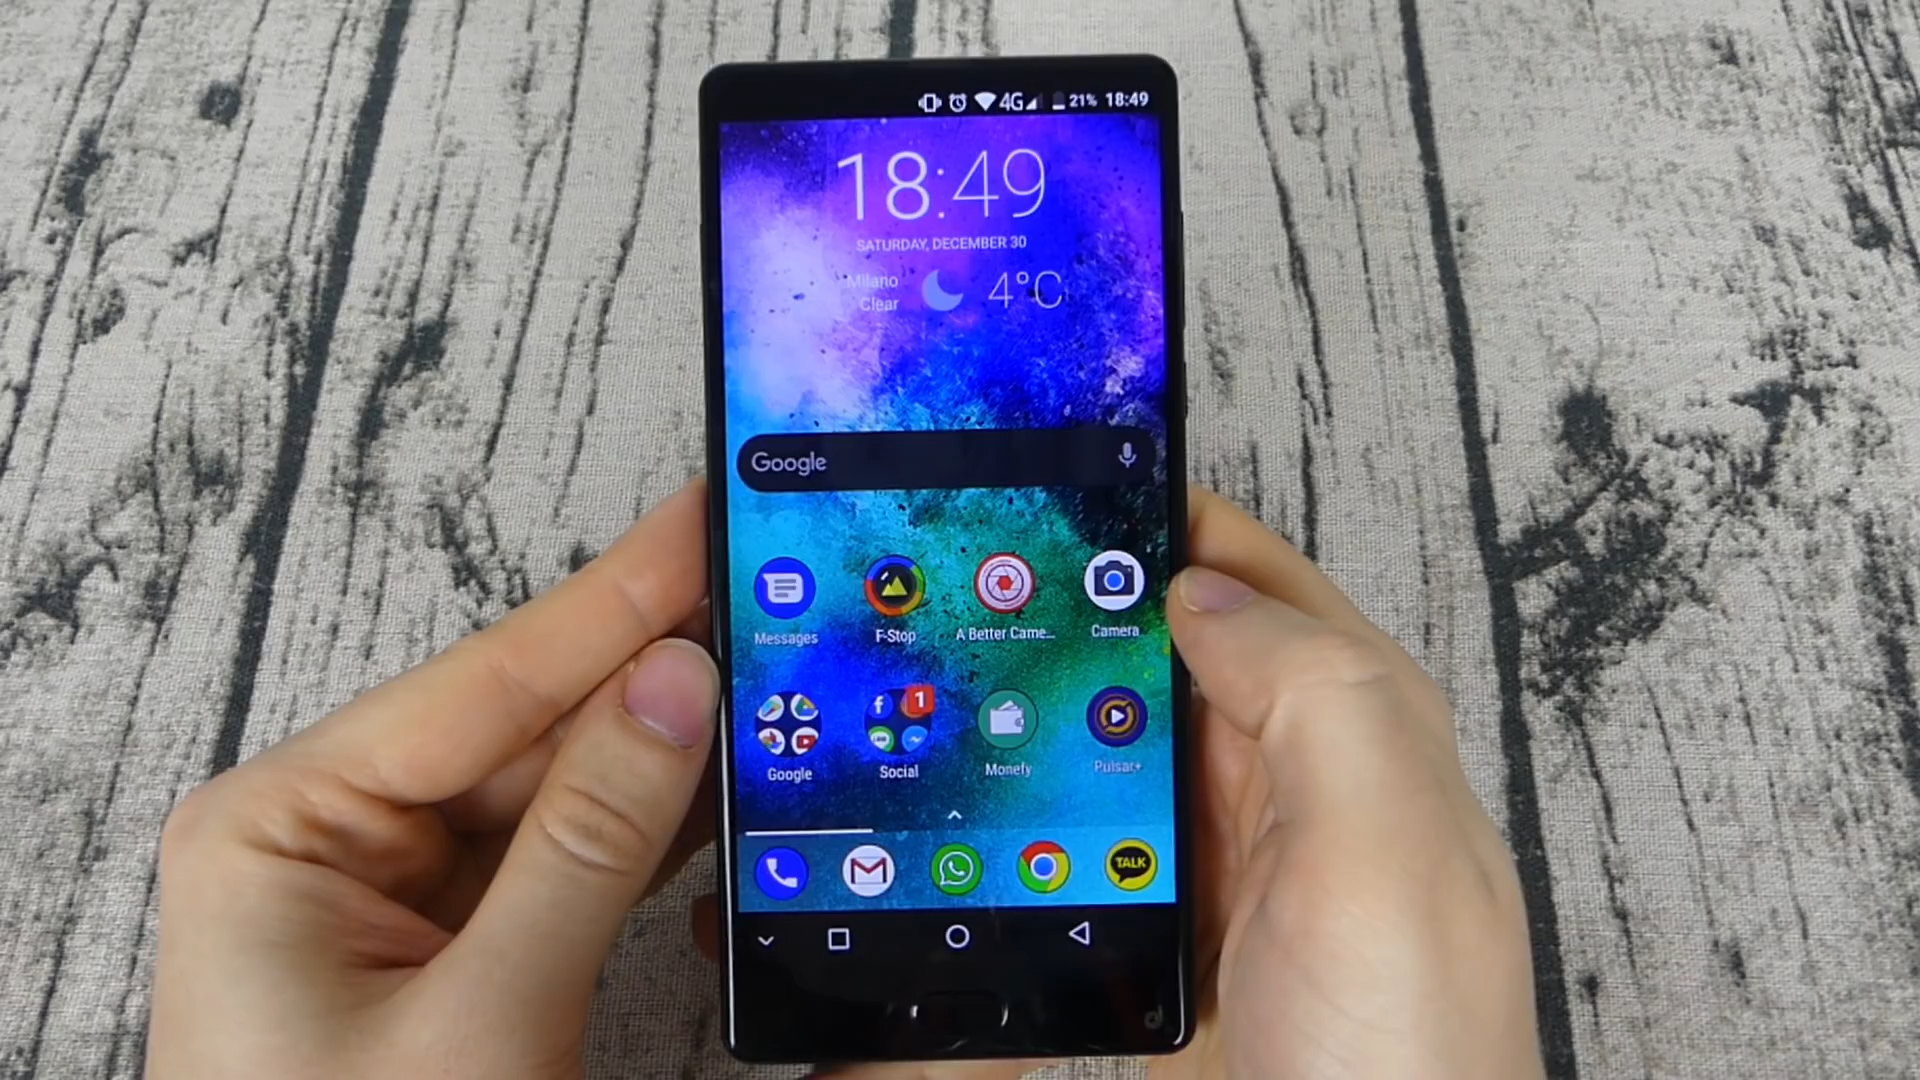 4G 21% 18:49
18:49
SATURDAY, DECEMBER 30
Milano
Clear
4°C
Google
Messages F-Stop A Better Came... Camera
1
f
LINE
Google Social Monefy Pulsar+
TALK